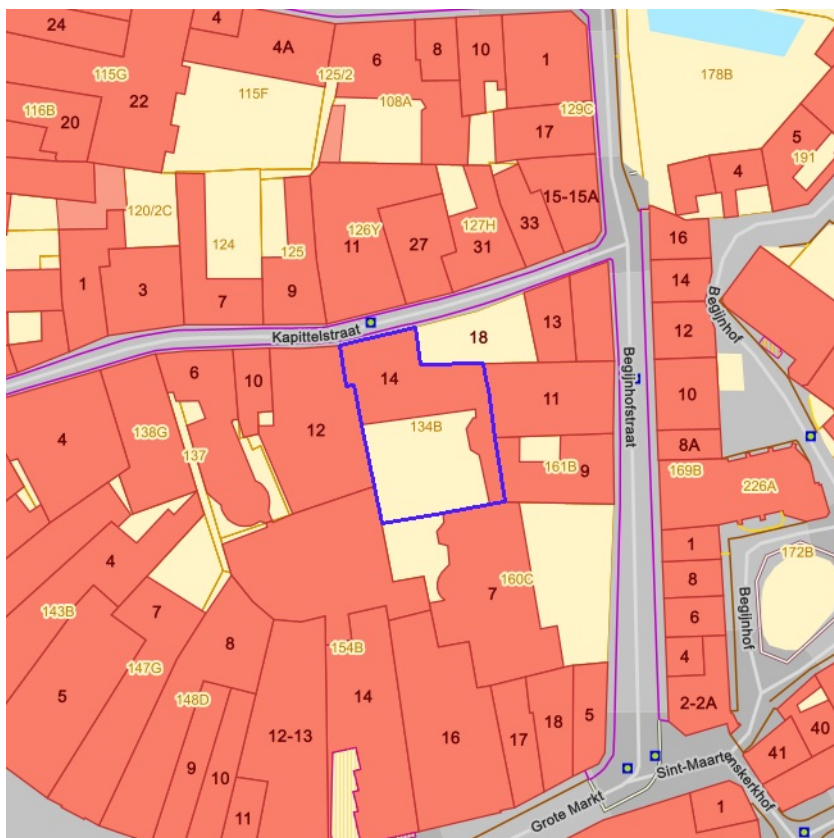 24
4
4A
6
8
10
1
115G
125/2
178B
22
115F
108A
129C
116B
20
17
5
191
4
120/2C
15-15A
124
125
126Y
11
27
127H
31
33
16
1
3
7
9
14
Begijnhof
Kapittelstraat
18
13
12
6
10
14
12
11
10
Begijnhofstraat
4
138G
137
134B
161B
9
8A
169B
226A
4
7
160C
7
1
172B
143B
8
8
Begijnhof
6
147G
154B
5
148D
14
4
2-2A
9
10
12-13
16
17
18
5
11
40
41
Sint-Maarte
nskerkhof
Grote Markt
1
3